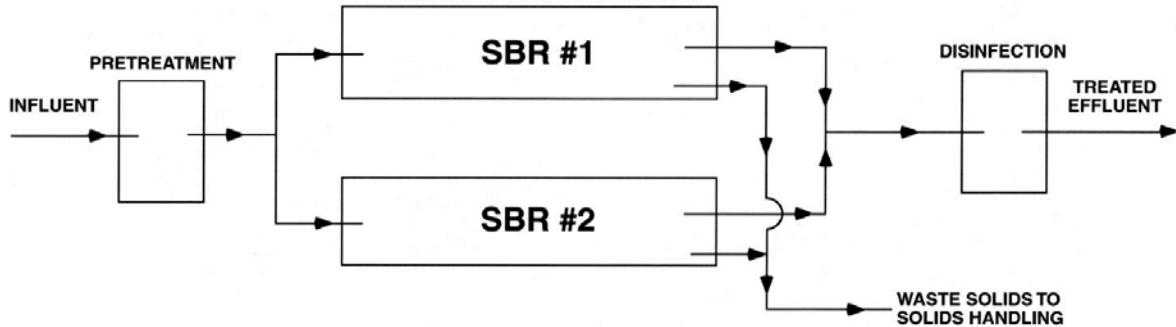 PRETREATMENT
INFLUENT
SBR #1
SBR #2
DISINFECTION
TREATED
EFFLUENT
WASTE SOLIDS TO
SOLIDS HANDLING